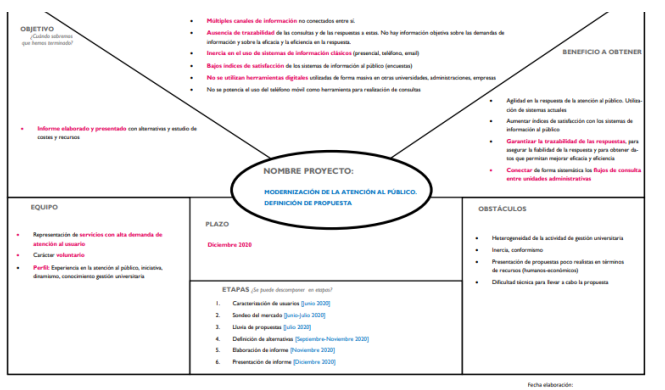 • Múltiples canales de información no conectados entre sí.
• Ausencia de trazabilidad de las consultas y de las respuestas a estas. No hay información objetiva sobre las demandas de
información y sobre la eficacia y la eficiencia en la respuesta.
• Inercia en el uso de sistemas de información clásicos (presencial, teléfono, email)
• Bajos índices de satisfacción de los sistemas de información al público (encuestas)
• No se utilizan herramientas digitales utilizadas de forma masiva en otras universidades, administraciones, empresas
• No se potencia el uso del teléfono móvil como herramienta para realización de consultas
OBJETIVO
¿Cuándo sabremos
que hemos terminado?
• Informe elaborado y presentado con alternativas y estudio de
costes y recursos
BENEFICIO A OBTENER
• Agilidad en la respuesta de la atención al público. Utiliza-
ción de sistemas actuales
• Aumentar índices de satisfacción con los sistemas de
información al público
• Garantizar la trazabilidad de las respuestas, para
asegurar la fiabilidad de la respuesta y para obtener da-
tos que permitan mejorar eficacia y eficiencia
• Conectar de forma sistemática los flujos de consulta
entre unidades administrativas
NOMBRE PROYECTO:
MODERNIZACIÓN DE LA ATENCIÓN AL PÚBLICO.
DEFINICIÓN DE PROPUESTA
EQUIPO
• Representación de servicios con alta demanda de
atención al usuario
• Carácter voluntario
• Perfil: Experiencia en la atención al público, iniciativa,
dinamismo, conocimiento gestión universitaria
PLAZO
Diciembre 2020
ETAPAS ¿Se puede descomponer en etapas?
1. Caracterización de usuarios [Junio 2020]
2. Sondeo del mercado [Junio-Julio 2020]
3. Lluvia de propuestas [Julio 2020]
4. Definición de alternativas [Septiembre-Noviembre 2020]
5. Elaboración de informe [Noviembre 2020]
6. Presentación de informe [Diciembre 2020]
OBSTÁCULOS
• Heterogeneidad de la actividad de gestión universitaria
• Inercia, conformismo
• Presentación de propuestas poco realistas en términos
de recursos (humanos-económicos)
• Dificultad técnica para llevar a cabo la propuesta
Fecha elaboración: